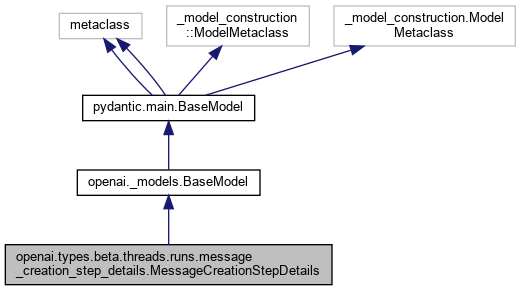 metaclass
_model_construction
::ModelMetaclass
_model_construction.Model
Metaclass
pydantic.main.BaseModel
openai._models.BaseModel
openai.types.beta.threads.runs.message
_creation_step_details.MessageCreationStepDetails